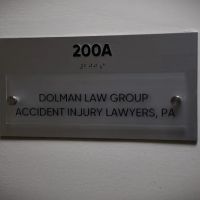 200A
DOLMAN LAW GROUP
ACCIDENT INJURY LAWYERS, PA